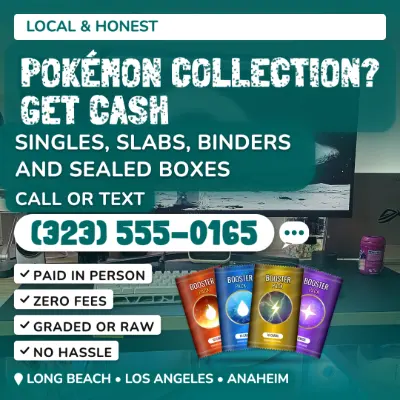 LOCAL & HONEST
POKÉMON COLLECTION?
GET CASH
SINGLES, SLABS, BINDERS
AND SEALED BOXES
CALL OR TEXT
(323) 555-0165
✓ PAID IN PERSON
✓ ZERO FEES
✓ GRADED OR RAW
✓ NO HASSLE
BOOSTER
BOOSTER
PACK
BOOSTER
BOOSTER
LONG BEACH • LOS ANGELES • ANAHEIM